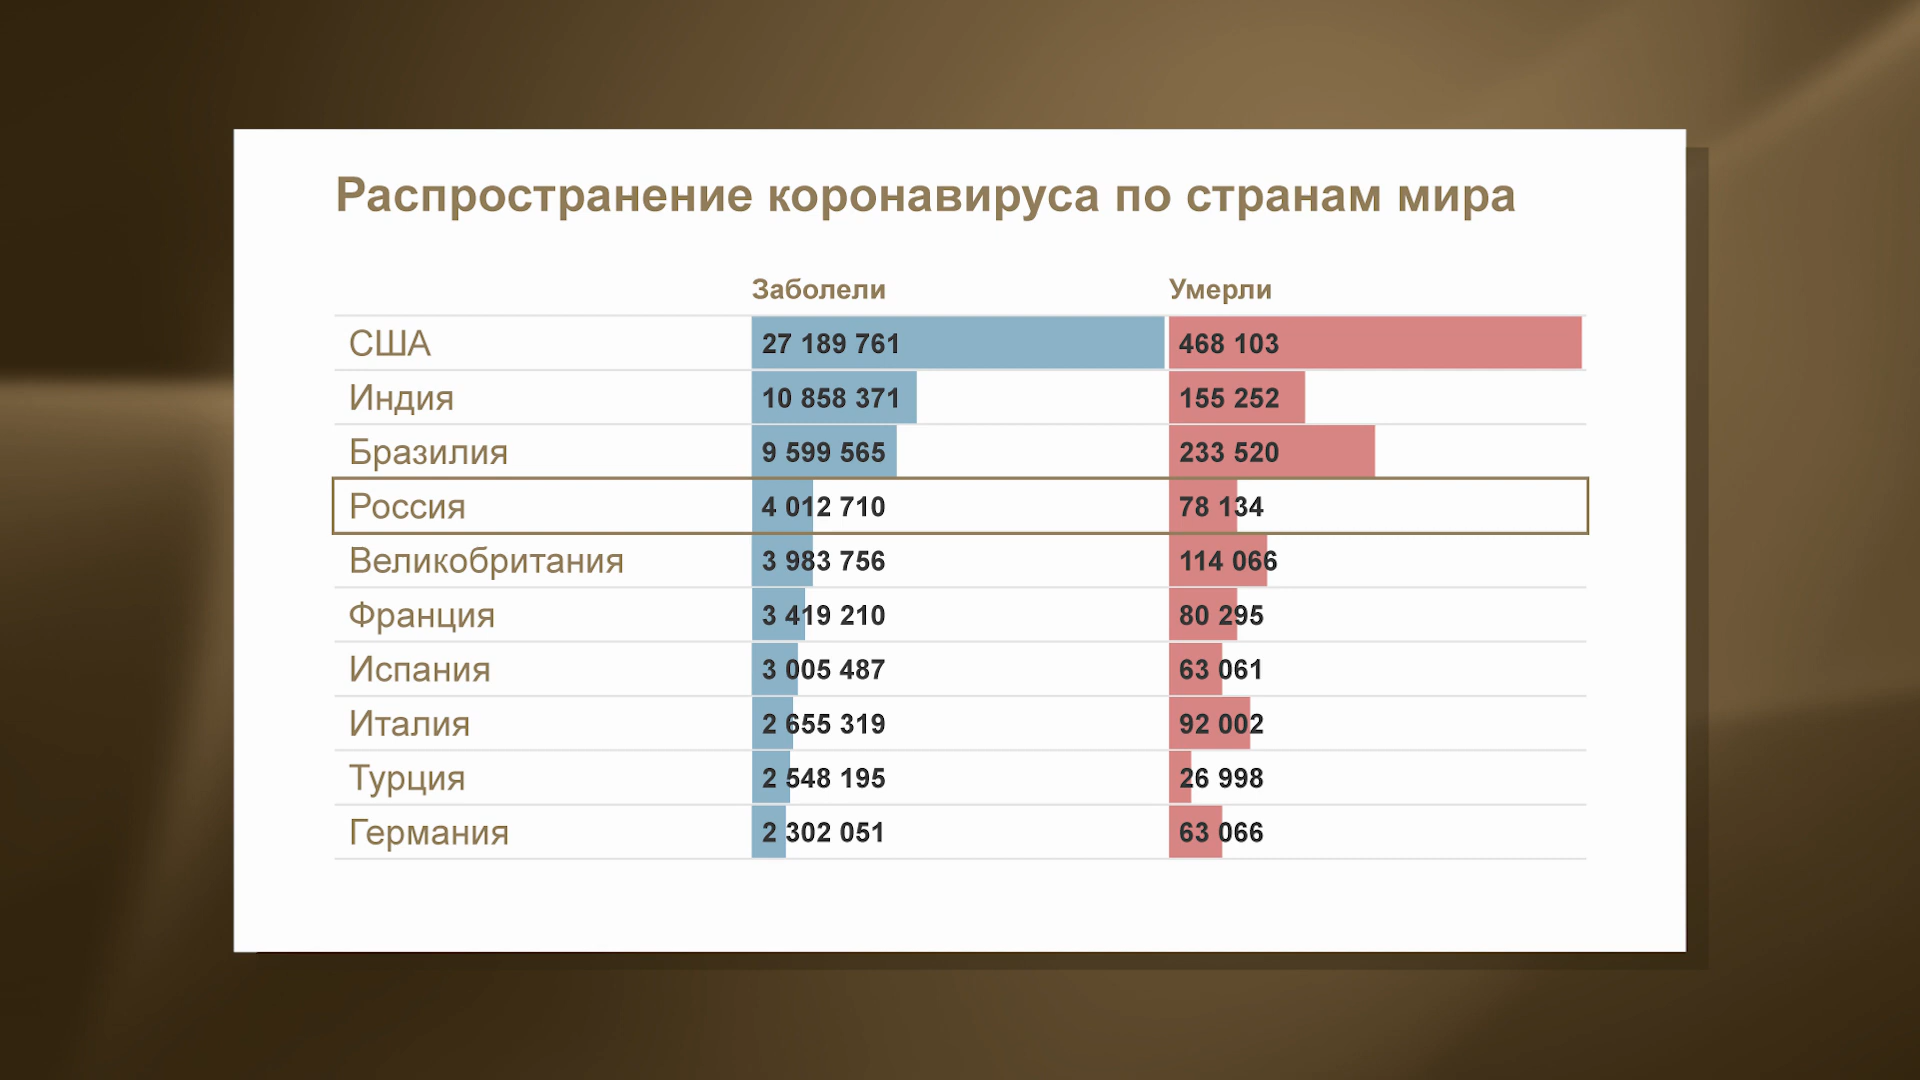 Распространение коронавируса по странам мира
Заболели Умерли
США 27 189 761 468 103
Индия 10 858 371 155 252
Бразилия 9 599 565 233 520
Россия 4 012 710 78 134
Великобритания 3 983 756 114 066
Франция 3 419 210 80 295
Испания 3 005 487 63 061
Италия 2 655 319 92 002
Турция 2 548 195 26 998
Германия 2 302 051 63 066